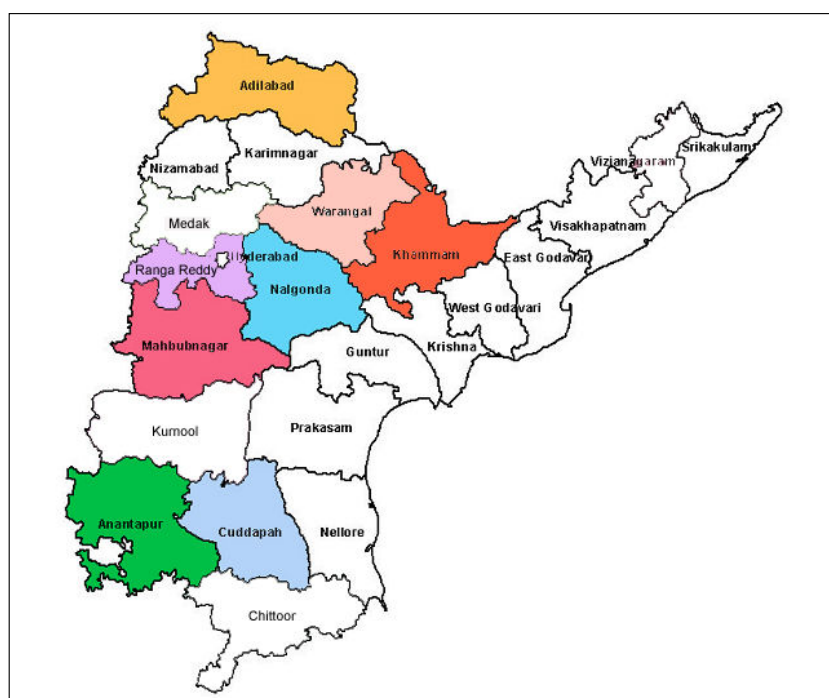 Adilabad
Karimnagar
Nizamabad
Vizianagaram
Srikakulam
Warangal
Medak
Visakhapatnam
Khammam
Hyderabad
East Godavari
Ranga Reddy
Nalgonda
West Godavari
Mahbubnagar
Guntur
Krishna
Kurnool
Prakasam
Anantapur
Cuddapah
Nellore
Chittoor